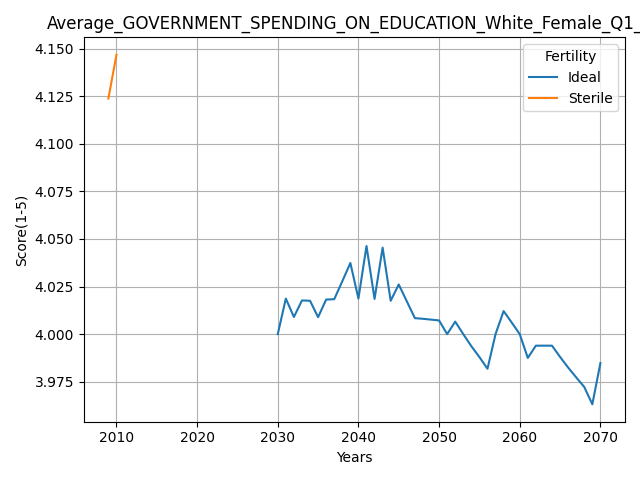 Average_GOVERNMENT_SPENDING_ON_EDUCATION_White_Female_Q1_
4.150
4.125
4.100
4.075
4.050
4.025
4.000
3.975
Score(1-5)
Fertility
Ideal
Sterile
2010 2020 2030 2040 2050 2060 2070
Years